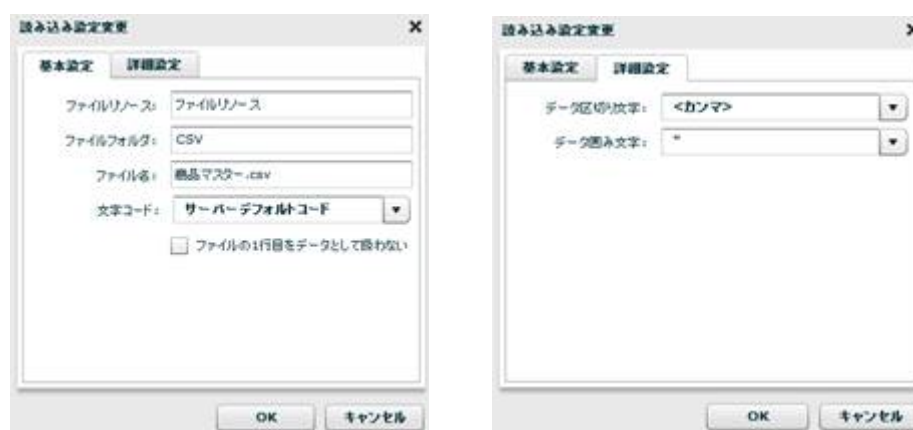 読み込み設定変更
基本設定 詳細設定
ファイルリソース: ファイルリソース
ファイルフォルダ: CSV
ファイル名: 商品マスター.csv
文字コード: サーバーデフォルトコード
ファイルの1行目をデータとして扱わない
OK キャンセル
読み込み設定変更
基本設定 詳細設定
データ区切り文字: <カンマ>
データ囲み文字: "
OK キャンセル